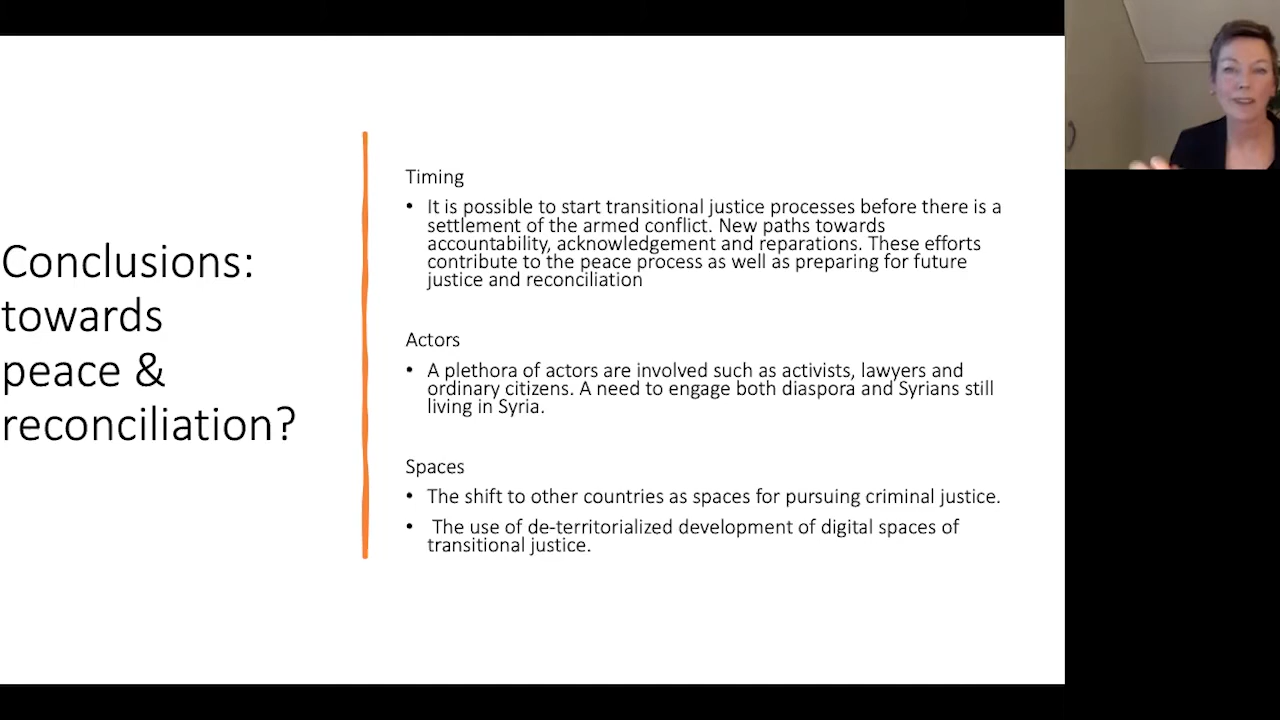 Conclusions:
towards
peace &
reconciliation?
Timing
• It is possible to start transitional justice processes before there is a
settlement of the armed conflict. New paths towards
accountability, acknowledgement and reparations. These efforts
contribute to the peace process as well as preparing for future
justice and reconciliation
Actors
• A plethora of actors are involved such as activists, lawyers and
ordinary citizens. A need to engage both diaspora and Syrians still
living in Syria.
Spaces
• The shift to other countries as spaces for pursuing criminal justice.
• The use of de-territorialized development of digital spaces of
transitional justice.